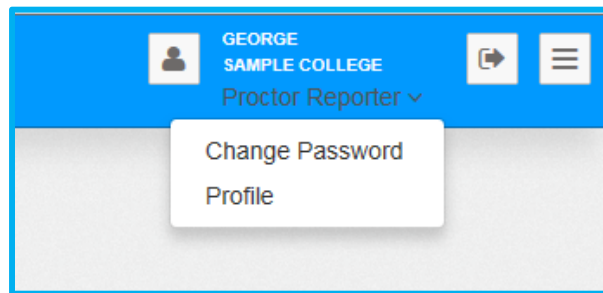 GEORGE
SAMPLE COLLEGE
Proctor Reporter
Change Password
Profile